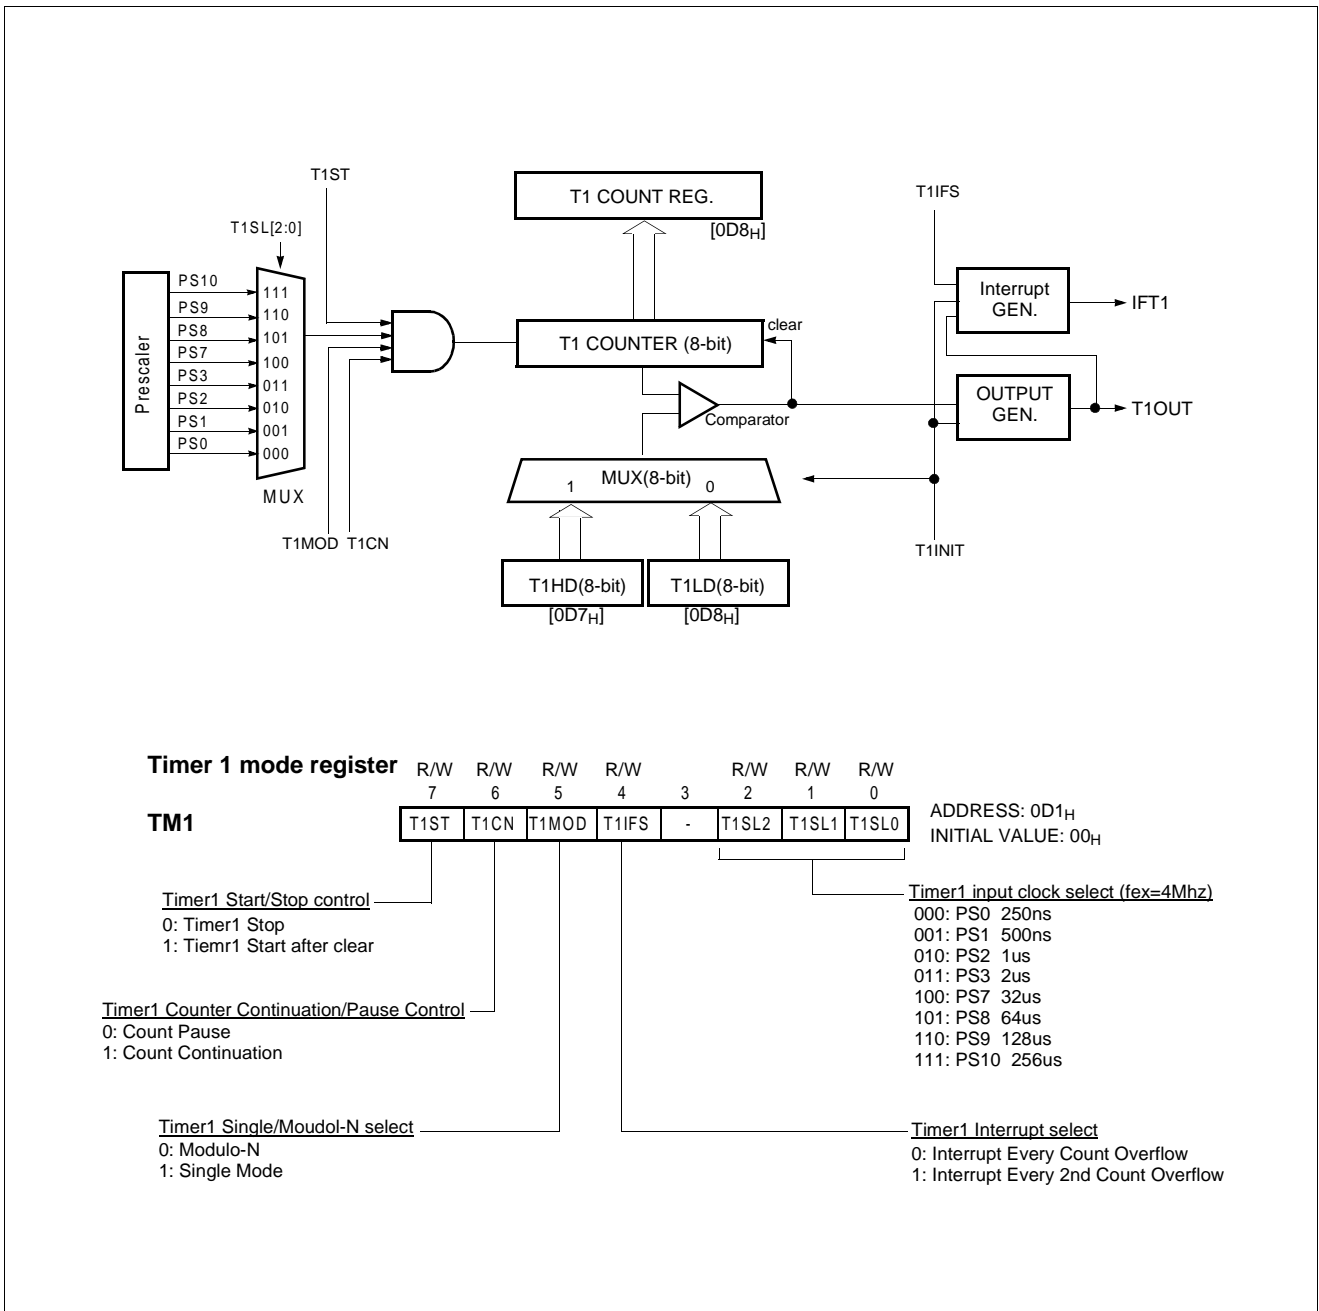 T1ST
T1SL[2:0]
T1 COUNT REG.
[0D8H]
T1IFS
Prescaler
PS10
PS9
PS8
PS7
PS3
PS2
PS1
PS0
111
110
101
100
011
010
001
000
MUX
T1 COUNTER (8-bit)
clear
Comparator
Interrupt
GEN.
IFT1
OUTPUT
GEN.
T1OUT
MUX(8-bit)
1
0
T1MOD
T1CN
T1INIT
T1HD(8-bit)
T1LD(8-bit)
[0D7H]
[0D8H]
Timer 1 mode register
R/W R/W R/W R/W R/W R/W R/W
7 6 5 4 3 2 1 0
TM1
T1ST T1CN T1MOD T1IFS - T1SL2 T1SL1 T1SL0
ADDRESS: 0D1H
INITIAL VALUE: 00H
Timer1 Start/Stop control
0: Timer1 Stop
1: Tiemr1 Start after clear
Timer1 Counter Continuation/Pause Control
0: Count Pause
1: Count Continuation
Timer1 Single/Moudol-N select
0: Modulo-N
1: Single Mode
Timer1 input clock select (fex=4Mhz)
000: PS0 250ns
001: PS1 500ns
010: PS2 1us
011: PS3 2us
100: PS7 32us
101: PS8 64us
110: PS9 128us
111: PS10 256us
Timer1 Interrupt select
0: Interrupt Every Count Overflow
1: Interrupt Every 2nd Count Overflow